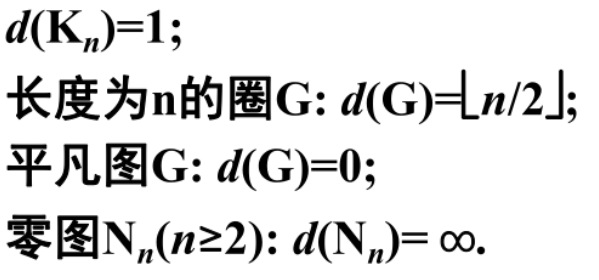 d(Kₙ)=1;
长度为n的圈G: d(G)=⌊n/2⌋;
平凡图G: d(G)=0;
零图Nₙ(n≥2): d(Nₙ)= ∞.